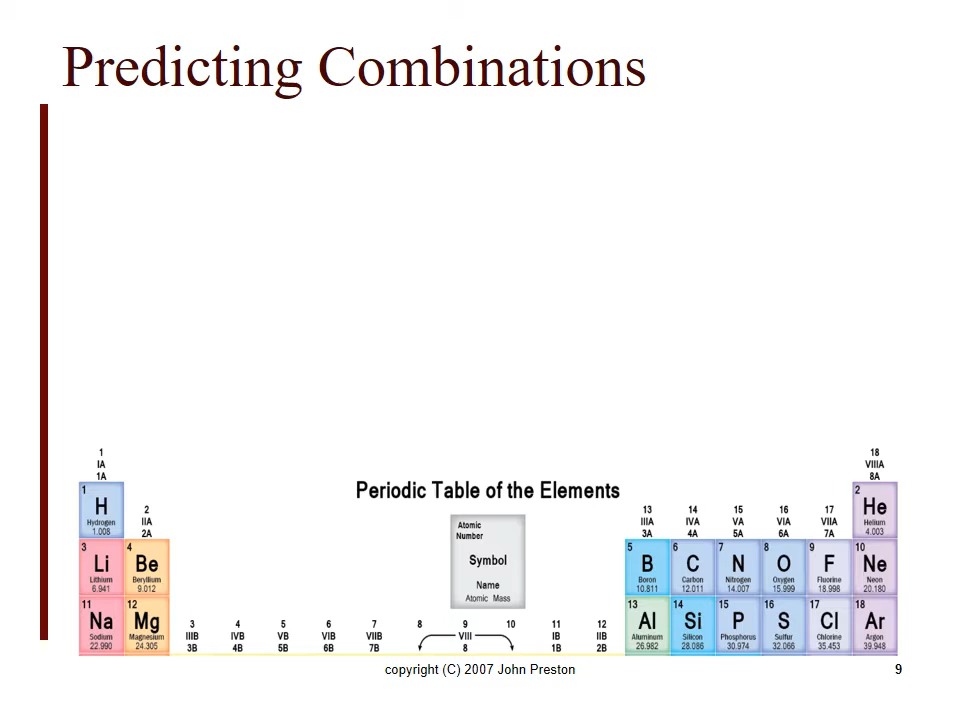 Predicting Combinations
1 18
IA VIIIA
1A 8A
Periodic Table of the Elements
1 2
H He
Hydrogen Helium
1.008 4.003
2 13 14 15 16 17
IIA IIIA IVA VA VIA VIIA
2A 3A 4A 5A 6A 7A
Atomic
Number
Symbol
Name
Atomic Mass
3 4 5 6 7 8 9 10
Li Be B C N O F Ne
Lithium Beryllium Boron Carbon Nitrogen Oxygen Fluorine Neon
6.941 9.012 10.811 12.011 14.007 15.999 18.998 20.180
11 12 13 14 15 16 17 18
Na Mg Al Si P S Cl Ar
Sodium Magnesium Aluminum Silicon Phosphorus Sulfur Chlorine Argon
22.990 24.305 26.982 28.086 30.974 32.066 35.453 39.948
3 4 5 6 7 8 9 10 11 12
IIIB IVB VB VIB VIIB VIII IB IIB
3B 4B 5B 6B 7B 8 1B 2B
copyright (C) 2007 John Preston
9